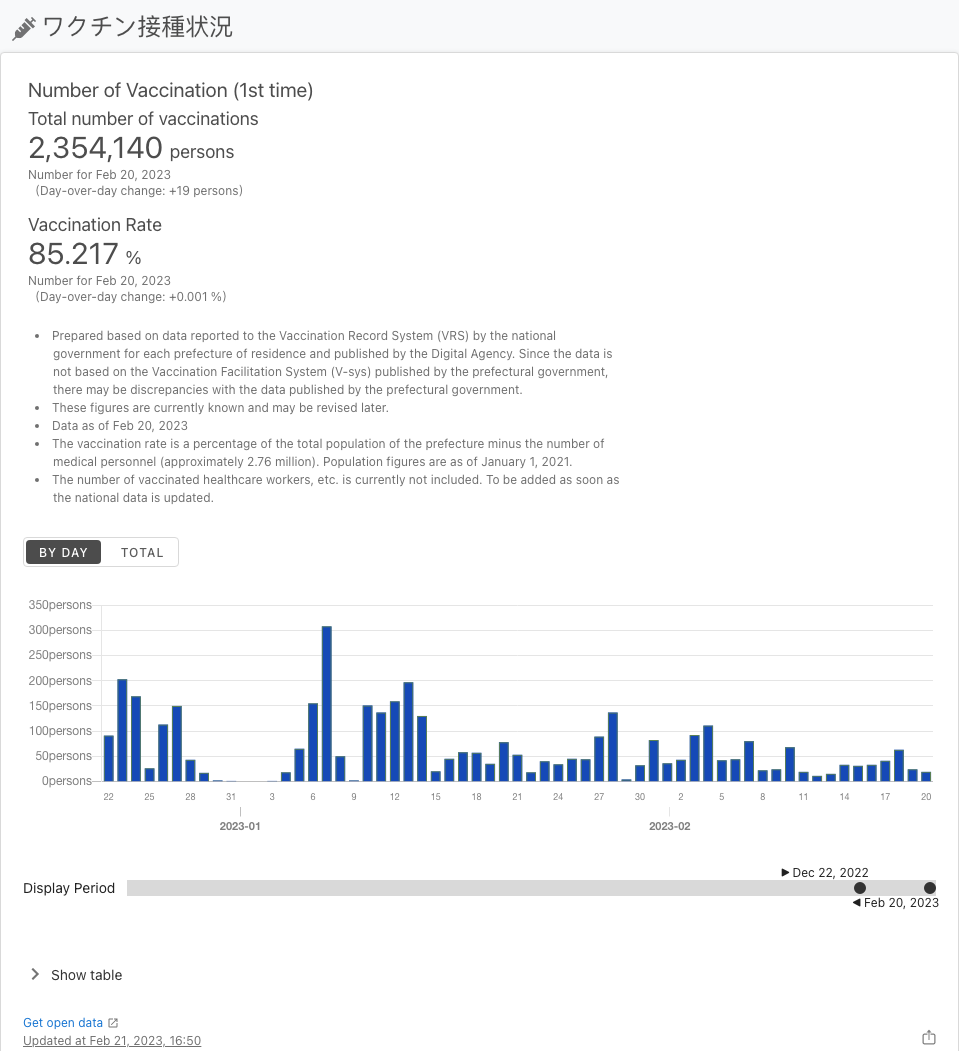 ワクチン接種状況
Number of Vaccination (1st time)
Total number of vaccinations
2,354,140 persons
Number for Feb 20, 2023
(Day-over-day change: +19 persons)
Vaccination Rate
85.217 %
Number for Feb 20, 2023
(Day-over-day change: +0.001 %)
• Prepared based on data reported to the Vaccination Record System (VRS) by the national
government for each prefecture of residence and published by the Digital Agency. Since the data is
not based on the Vaccination Facilitation System (V-sys) published by the prefectural government,
there may be discrepancies with the data published by the prefectural government.
• These figures are currently known and may be revised later.
• Data as of Feb 20, 2023
• The vaccination rate is a percentage of the total population of the prefecture minus the number of
medical personnel (approximately 2.76 million). Population figures are as of January 1, 2021.
• The number of vaccinated healthcare workers, etc. is currently not included. To be added as soon as
the national data is updated.
BY DAY TOTAL
350persons
300persons
250persons
200persons
150persons
100persons
50persons
0persons
22 25 28 31 3 6 9 12 15 18 21 24 27 30 2 5 8 11 14 17 20
2023-01 2023-02
Dec 22, 2022
Display Period
Feb 20, 2023
Show table
Get open data
Updated at Feb 21, 2023, 16:50